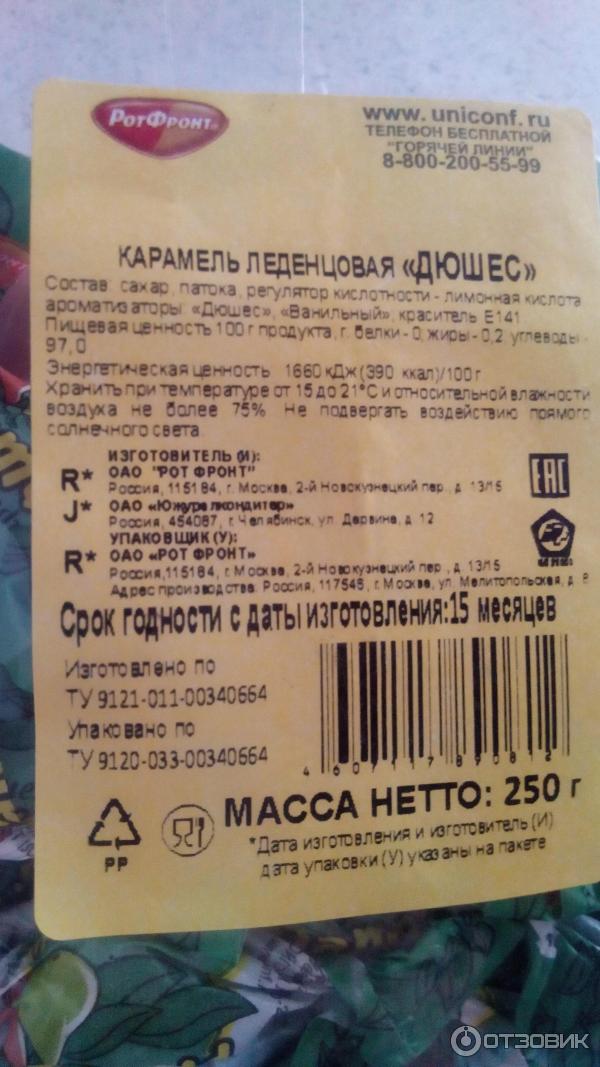 РотФронт
www. uniconf.ru
ТЕЛЕФОН БЕСПЛАТНОЙ
"ГОРЯЧЕЙ ЛИНИИ"
8-800-200-55-99
КАРАМЕЛЬ ЛЕДЕНЦОВАЯ «ДЮШЕС»
Состав: сахар, патока, регулятор кислотности - лимонная кислота
ароматизаторы: «Дюшес», «Ванильный», краситель Е141
Пищевая ценность 100 г продукта, г: белки - 0, жиры - 0,2, углеводы -
97,0
Энергетическая ценность 1660 кДж (390 ккал)/100 г
Хранить при температуре от 15 до 21°С и относительной влажности
воздуха не более 75%. Не подвергать воздействию прямого
солнечного света.
ИЗГОТОВИТЕЛЬ (И):
R* ОАО "РОТ ФРОНТ"
Россия, 115184, г. Москва, 2-й Новокузнецкий пер., д. 13/15
J* ОАО «Южуралкондитер»
Россия, 454087, г. Челябинск, ул. Дарвина, д. 12
УПАКОВЩИК (У):
R* ОАО «РОТ ФРОНТ»
Россия, 115184, г. Москва, 2-й Новокузнецкий пер., д. 13/15
Адрес производства: Россия, 117545, г. Москва, ул. Мелитопольская, д. 8
ЕАС
Срок годности с даты изготовления:15 месяцев
Изготовлено по
ТУ 9121-011-00340664
Упаковано по
ТУ 9120-033-00340664
4607117890812
МАССА НЕТТО: 250 г
*Дата изготовления и изготовитель (И)
дата упаковки (У) указаны на пакете
PP
ОТЗОВИК